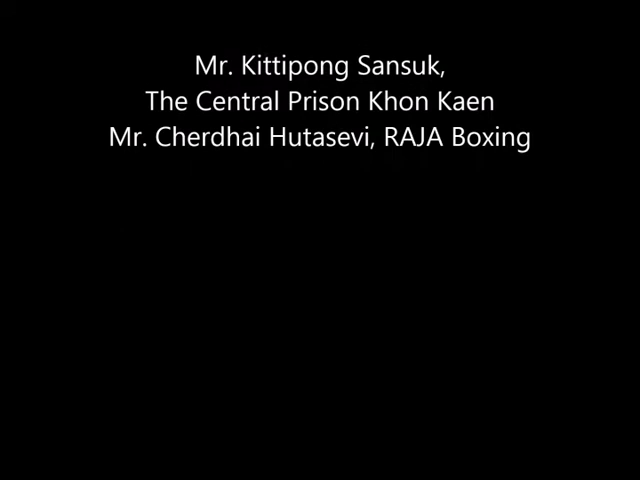 Mr. Kittipong Sansuk,
The Central Prison Khon Kaen
Mr. Cherdhai Hutasevi, RAJA Boxing